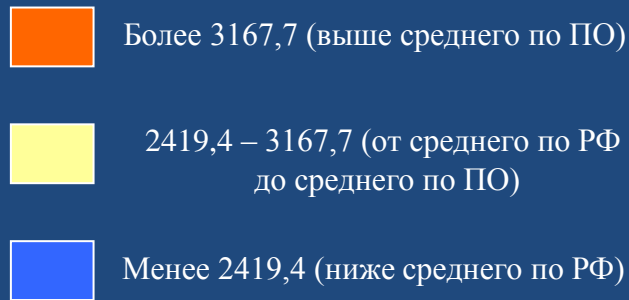 Более 3167,7 (выше среднего по ПО)
2419,4 – 3167,7 (от среднего по РФ
до среднего по ПО)
Менее 2419,4 (ниже среднего по РФ)